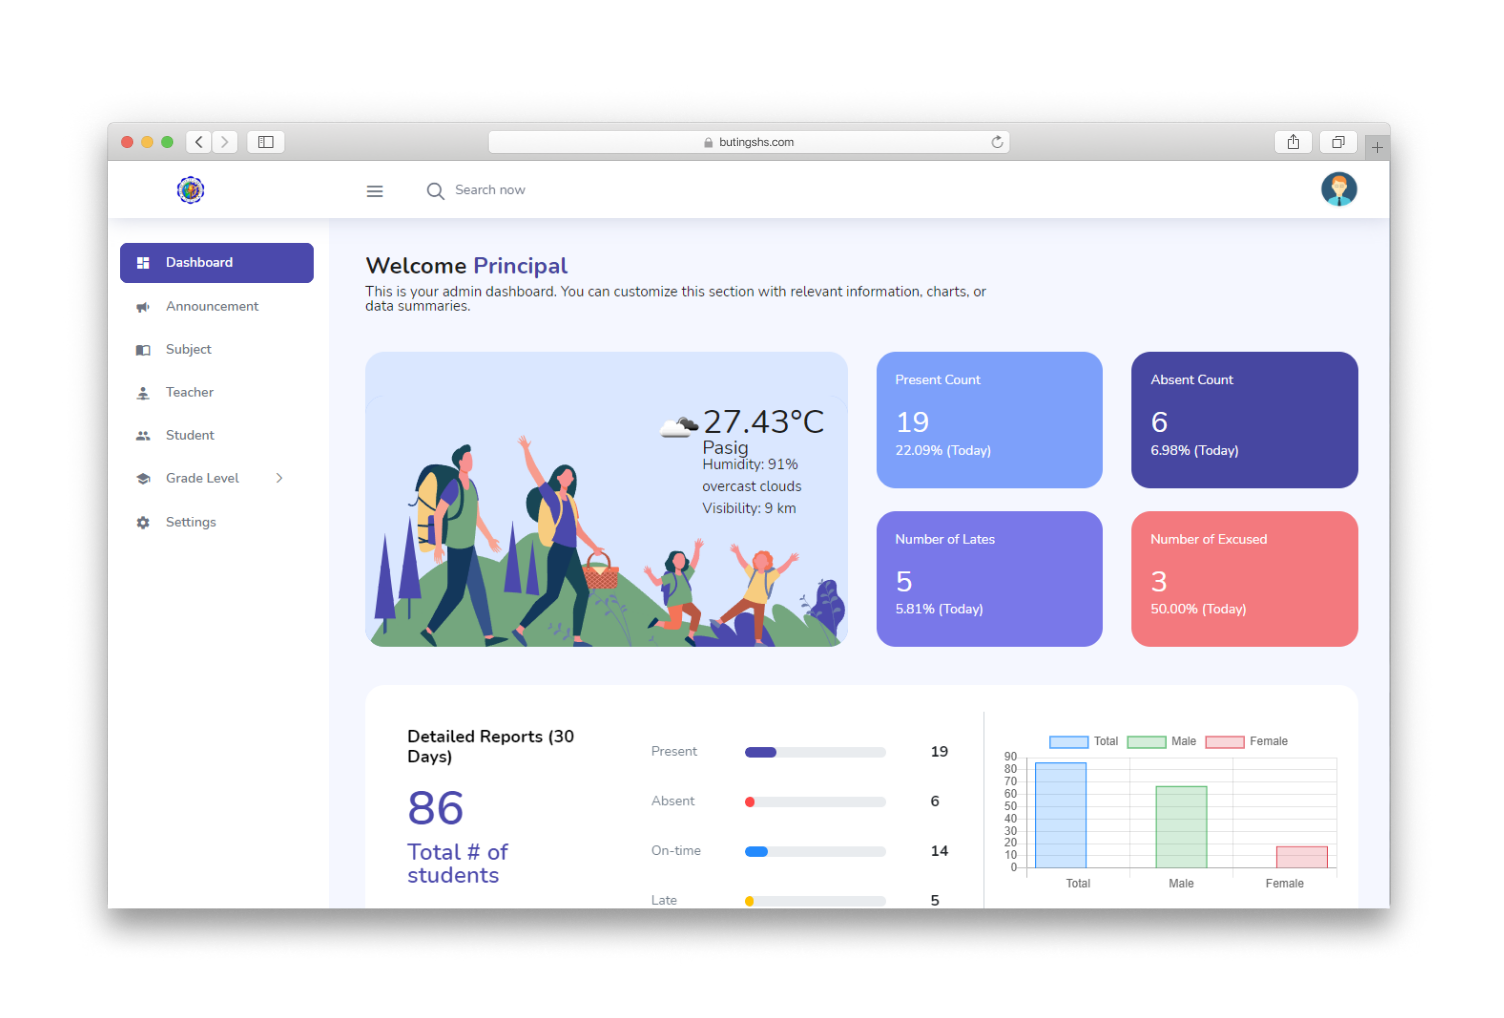 butingshs.com
Search now
Dashboard
Announcement
Subject
Teacher
Student
Grade Level
Settings
Welcome Principal
This is your admin dashboard. You can customize this section with relevant information, charts, or
data summaries.
27.43°C
Pasig
Humidity: 91%
overcast clouds
Visibility: 9 km
Present Count
19
22.09% (Today)
Absent Count
6
6.98% (Today)
Number of Lates
5
5.81% (Today)
Number of Excused
3
50.00% (Today)
Detailed Reports (30
Days)
86
Total # of
students
Present 19
Absent 6
On-time 14
Late 5
Total Male Female
90
80
70
60
50
40
30
20
10
0
Total Male Female